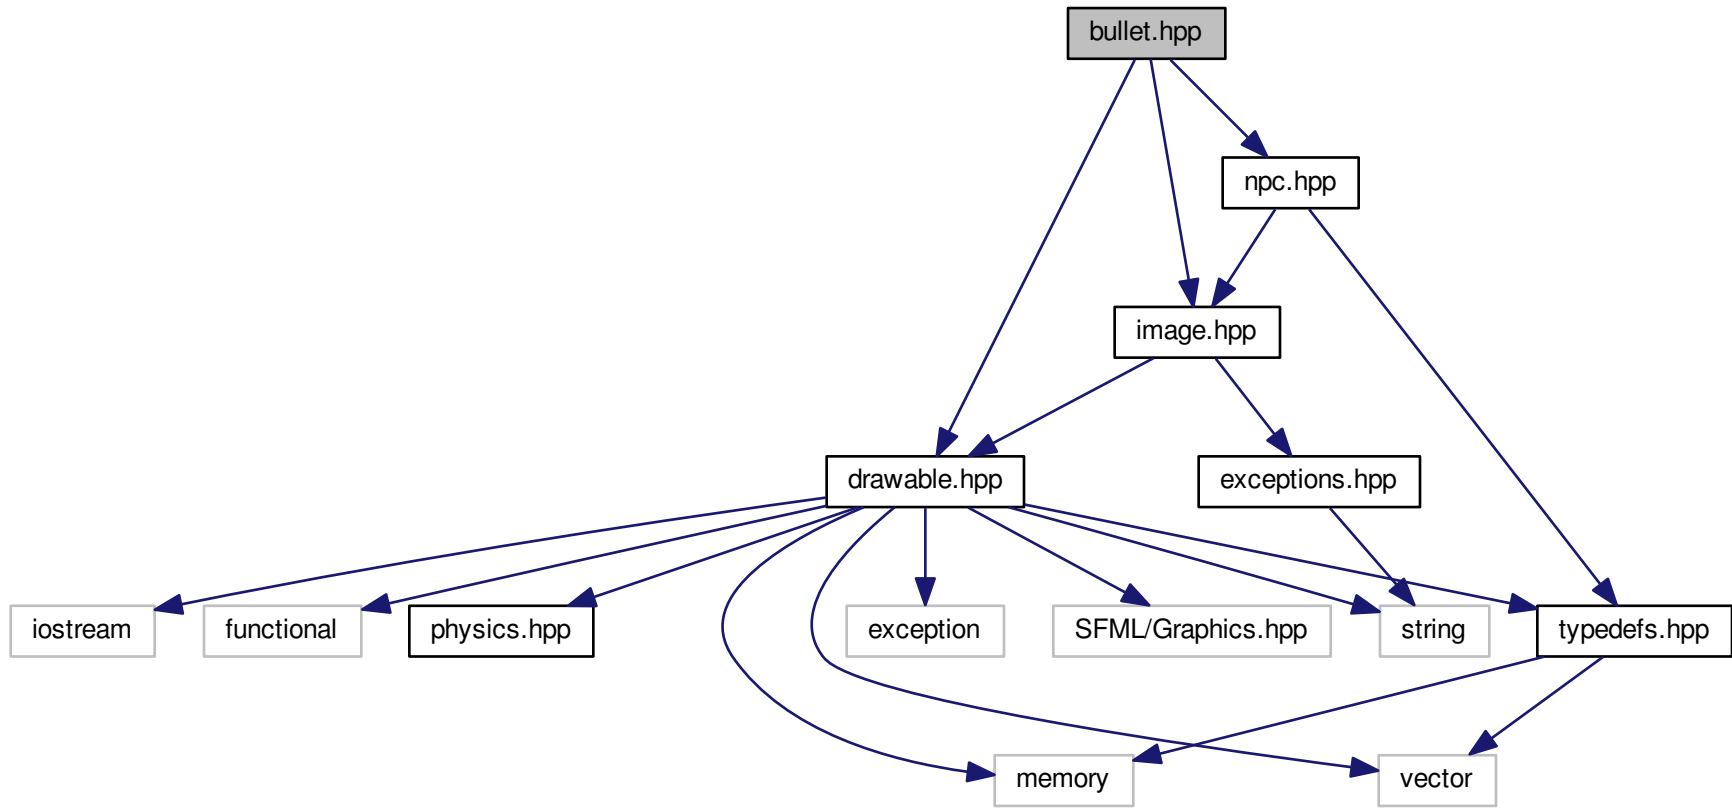 bullet.hpp
npc.hpp
image.hpp
drawable.hpp
exceptions.hpp
iostream
functional
physics.hpp
exception
SFML/Graphics.hpp
string
typedefs.hpp
memory
vector